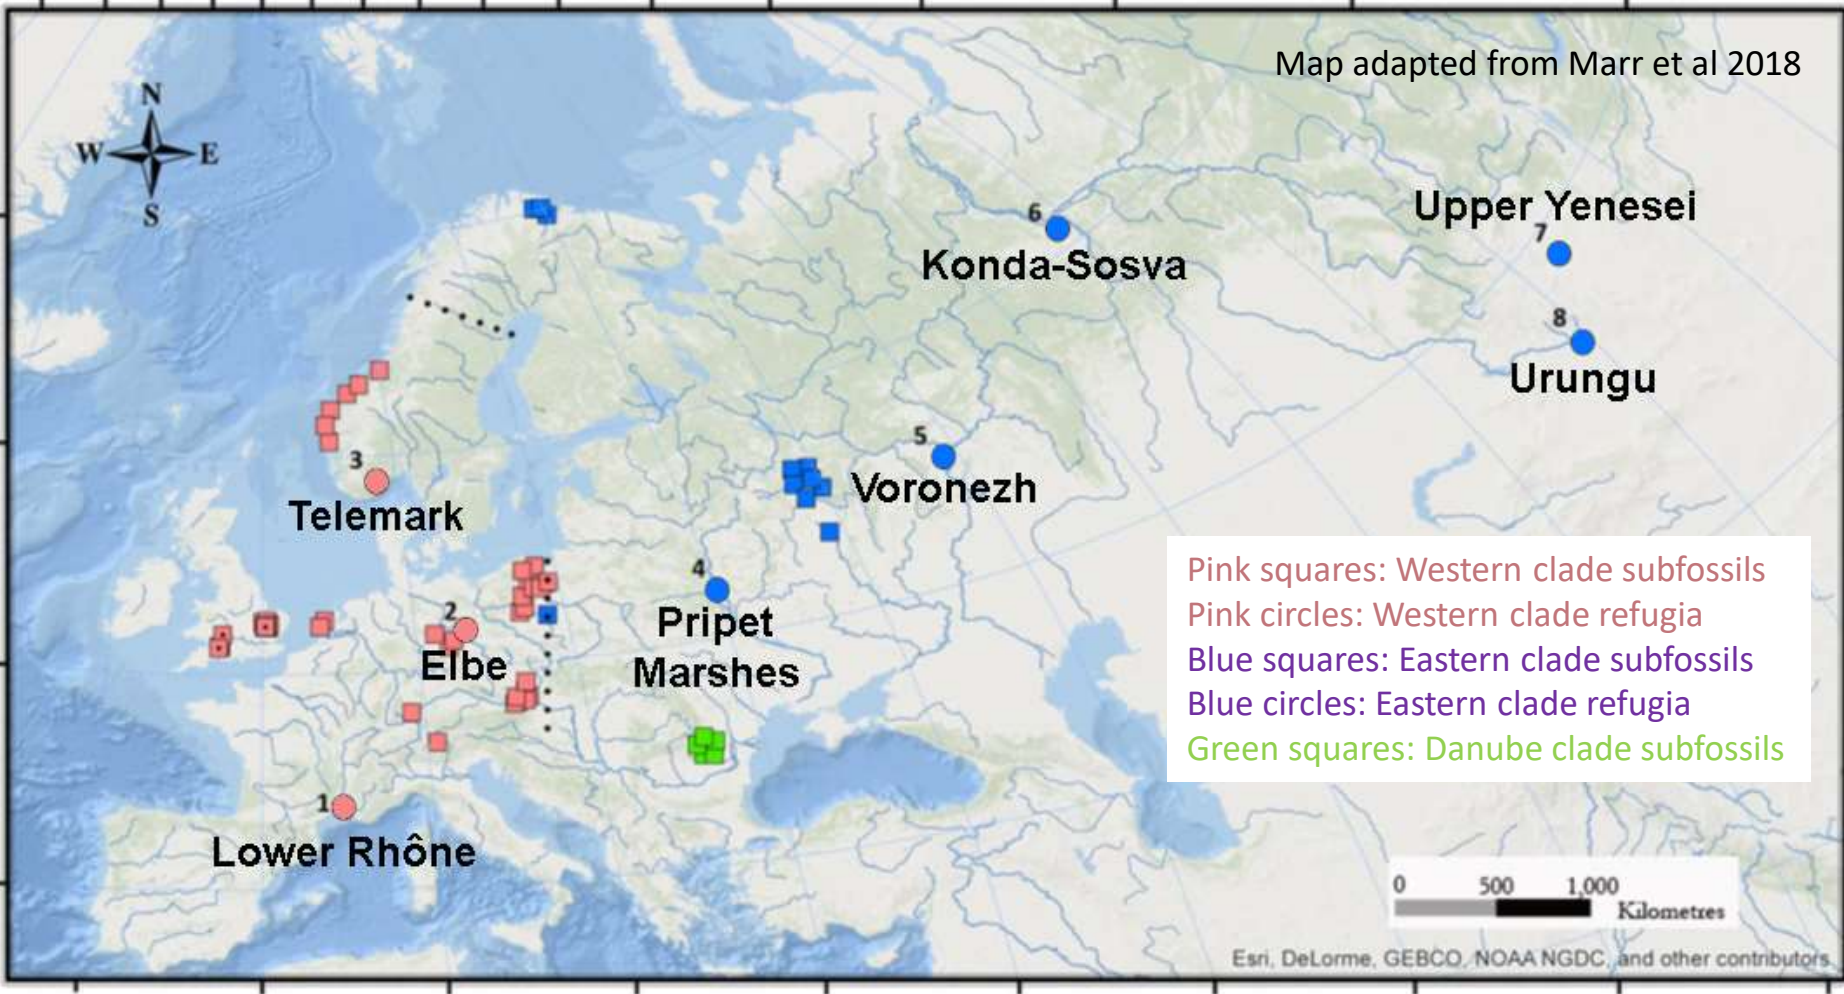 Map adapted from Marr et al 2018
N
W E
S
6
Konda-Sosva
Upper Yenesei
7
8
Urungu
5
Voronezh
3
Telemark
4
Pripet
Marshes
2
Elbe
1
Lower Rhône
Pink squares: Western clade subfossils
Pink circles: Western clade refugia
Blue squares: Eastern clade subfossils
Blue circles: Eastern clade refugia
Green squares: Danube clade subfossils
0 500 1,000
Kilometres
Esri, DeLorme, GEBCO, NOAA NGDC, and other contributors